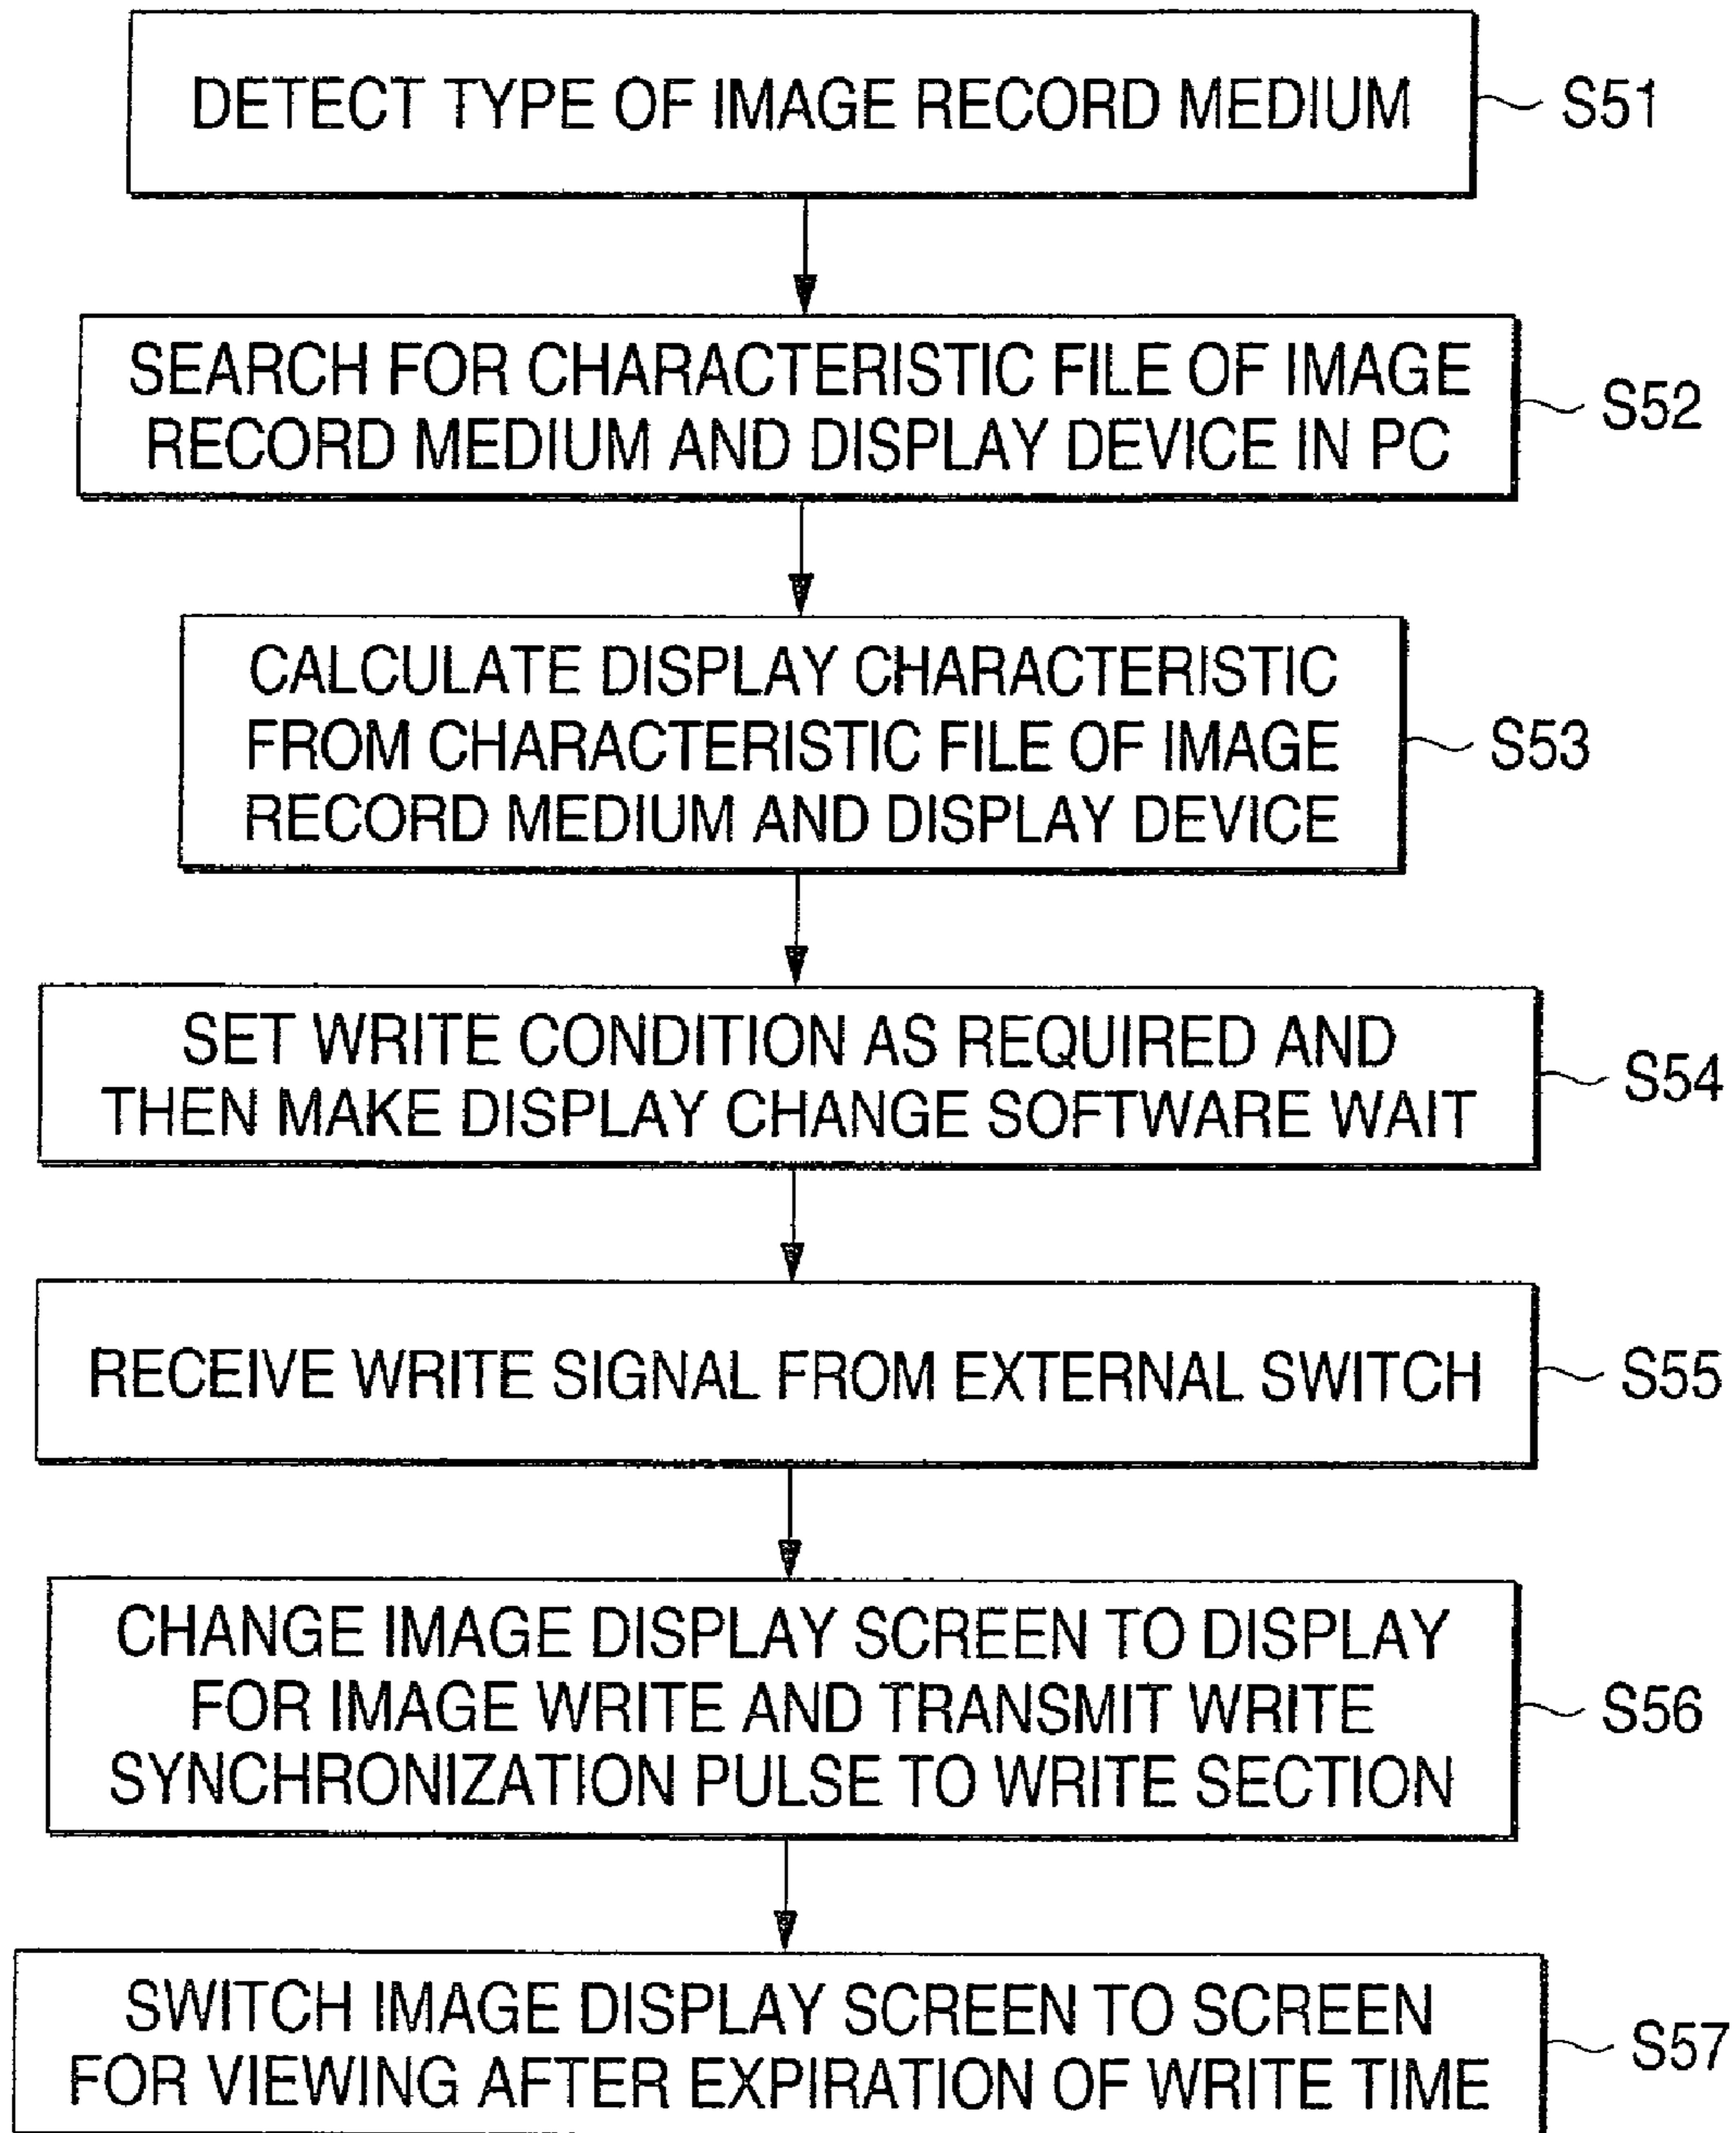 DETECT TYPE OF IMAGE RECORD MEDIUM
S51
SEARCH FOR CHARACTERISTIC FILE OF IMAGE
RECORD MEDIUM AND DISPLAY DEVICE IN PC
S52
CALCULATE DISPLAY CHARACTERISTIC
FROM CHARACTERISTIC FILE OF IMAGE
RECORD MEDIUM AND DISPLAY DEVICE
S53
SET WRITE CONDITION AS REQUIRED AND
THEN MAKE DISPLAY CHANGE SOFTWARE WAIT
S54
RECEIVE WRITE SIGNAL FROM EXTERNAL SWITCH
S55
CHANGE IMAGE DISPLAY SCREEN TO DISPLAY
FOR IMAGE WRITE AND TRANSMIT WRITE
SYNCHRONIZATION PULSE TO WRITE SECTION
S56
SWITCH IMAGE DISPLAY SCREEN TO SCREEN
FOR VIEWING AFTER EXPIRATION OF WRITE TIME
S57